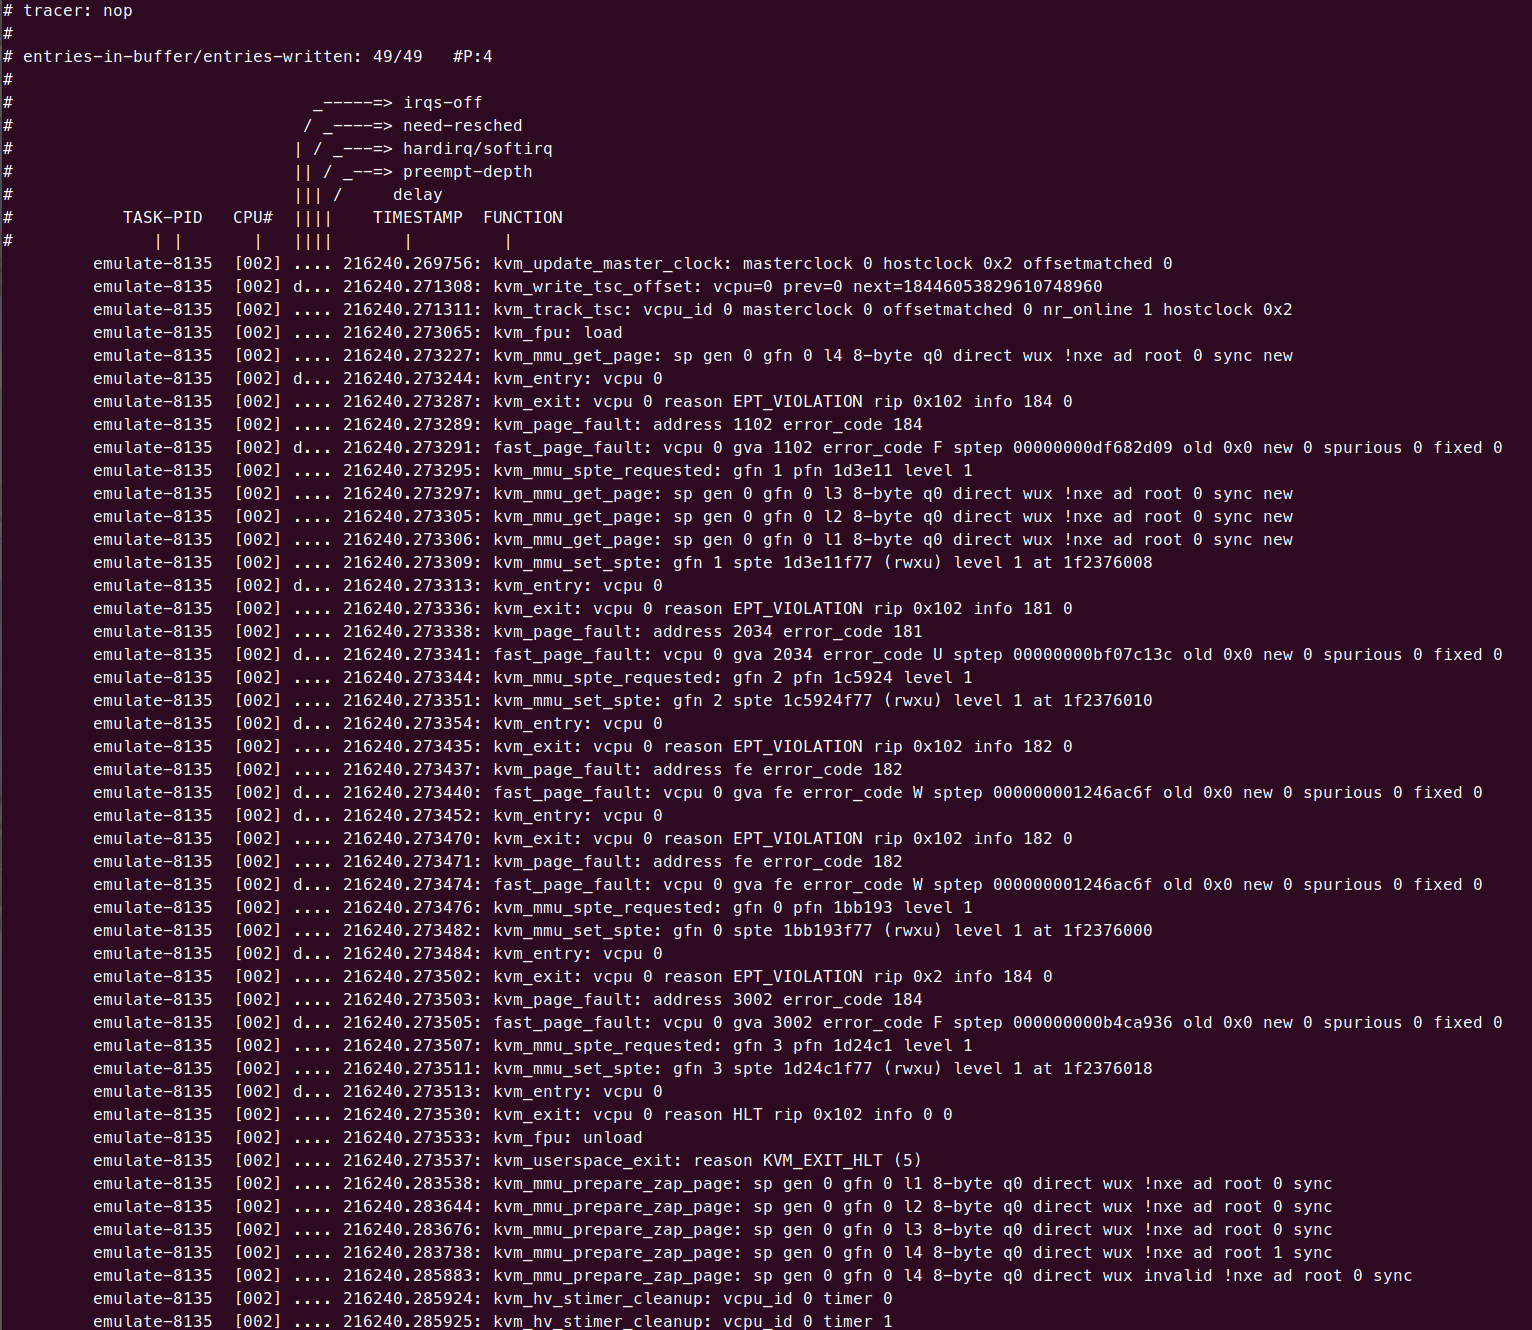 # tracer: nop
#
# entries-in-buffer/entries-written: 49/49   #P:4
#
#                              _-----=> irqs-off
#                             / _----=> need-resched
#                            | / _---=> hardirq/softirq
#                            || / _--=> preempt-depth
#                            ||| /     delay
#           TASK-PID   CPU#  ||||    TIMESTAMP  FUNCTION
#              | |       |   ||||       |         |
         emulate-8135  [002] .... 216240.269756: kvm_update_master_clock: masterclock 0 hostclock 0x2 offsetmatched 0
         emulate-8135  [002] d... 216240.271308: kvm_write_tsc_offset: vcpu=0 prev=0 next=18446053829610748960
         emulate-8135  [002] .... 216240.271311: kvm_track_tsc: vcpu_id 0 masterclock 0 offsetmatched 0 nr_online 1 hostclock 0x2
         emulate-8135  [002] .... 216240.273065: kvm_fpu: load
         emulate-8135  [002] .... 216240.273227: kvm_mmu_get_page: sp gen 0 gfn 0 l4 8-byte q0 direct wux !nxe ad root 0 sync new
         emulate-8135  [002] d... 216240.273244: kvm_entry: vcpu 0
         emulate-8135  [002] .... 216240.273287: kvm_exit: vcpu 0 reason EPT_VIOLATION rip 0x102 info 184 0
         emulate-8135  [002] .... 216240.273289: kvm_page_fault: address 1102 error_code 184
         emulate-8135  [002] d... 216240.273291: fast_page_fault: vcpu 0 gva 1102 error_code F sptep 00000000df682d09 old 0x0 new 0 spurious 0 fixed 0
         emulate-8135  [002] .... 216240.273295: kvm_mmu_spte_requested: gfn 1 pfn 1d3e11 level 1
         emulate-8135  [002] .... 216240.273297: kvm_mmu_get_page: sp gen 0 gfn 0 l3 8-byte q0 direct wux !nxe ad root 0 sync new
         emulate-8135  [002] .... 216240.273305: kvm_mmu_get_page: sp gen 0 gfn 0 l2 8-byte q0 direct wux !nxe ad root 0 sync new
         emulate-8135  [002] .... 216240.273306: kvm_mmu_get_page: sp gen 0 gfn 0 l1 8-byte q0 direct wux !nxe ad root 0 sync new
         emulate-8135  [002] .... 216240.273309: kvm_mmu_set_spte: gfn 1 spte 1d3e11f77 (rwxu) level 1 at 1f2376008
         emulate-8135  [002] d... 216240.273313: kvm_entry: vcpu 0
         emulate-8135  [002] .... 216240.273336: kvm_exit: vcpu 0 reason EPT_VIOLATION rip 0x102 info 181 0
         emulate-8135  [002] .... 216240.273338: kvm_page_fault: address 2034 error_code 181
         emulate-8135  [002] d... 216240.273341: fast_page_fault: vcpu 0 gva 2034 error_code U sptep 00000000bf07c13c old 0x0 new 0 spurious 0 fixed 0
         emulate-8135  [002] .... 216240.273344: kvm_mmu_spte_requested: gfn 2 pfn 1c5924 level 1
         emulate-8135  [002] .... 216240.273351: kvm_mmu_set_spte: gfn 2 spte 1c5924f77 (rwxu) level 1 at 1f2376010
         emulate-8135  [002] d... 216240.273354: kvm_entry: vcpu 0
         emulate-8135  [002] .... 216240.273435: kvm_exit: vcpu 0 reason EPT_VIOLATION rip 0x102 info 182 0
         emulate-8135  [002] .... 216240.273437: kvm_page_fault: address fe error_code 182
         emulate-8135  [002] d... 216240.273440: fast_page_fault: vcpu 0 gva fe error_code W sptep 000000001246ac6f old 0x0 new 0 spurious 0 fixed 0
         emulate-8135  [002] d... 216240.273452: kvm_entry: vcpu 0
         emulate-8135  [002] .... 216240.273470: kvm_exit: vcpu 0 reason EPT_VIOLATION rip 0x102 info 182 0
         emulate-8135  [002] .... 216240.273471: kvm_page_fault: address fe error_code 182
         emulate-8135  [002] d... 216240.273474: fast_page_fault: vcpu 0 gva fe error_code W sptep 000000001246ac6f old 0x0 new 0 spurious 0 fixed 0
         emulate-8135  [002] .... 216240.273476: kvm_mmu_spte_requested: gfn 0 pfn 1bb193 level 1
         emulate-8135  [002] .... 216240.273482: kvm_mmu_set_spte: gfn 0 spte 1bb193f77 (rwxu) level 1 at 1f2376000
         emulate-8135  [002] d... 216240.273484: kvm_entry: vcpu 0
         emulate-8135  [002] .... 216240.273502: kvm_exit: vcpu 0 reason EPT_VIOLATION rip 0x2 info 184 0
         emulate-8135  [002] .... 216240.273503: kvm_page_fault: address 3002 error_code 184
         emulate-8135  [002] d... 216240.273505: fast_page_fault: vcpu 0 gva 3002 error_code F sptep 000000000b4ca936 old 0x0 new 0 spurious 0 fixed 0
         emulate-8135  [002] .... 216240.273507: kvm_mmu_spte_requested: gfn 3 pfn 1d24c1 level 1
         emulate-8135  [002] .... 216240.273511: kvm_mmu_set_spte: gfn 3 spte 1d24c1f77 (rwxu) level 1 at 1f2376018
         emulate-8135  [002] d... 216240.273513: kvm_entry: vcpu 0
         emulate-8135  [002] .... 216240.273530: kvm_exit: vcpu 0 reason HLT rip 0x102 info 0 0
         emulate-8135  [002] .... 216240.273533: kvm_fpu: unload
         emulate-8135  [002] .... 216240.273537: kvm_userspace_exit: reason KVM_EXIT_HLT (5)
         emulate-8135  [002] .... 216240.283538: kvm_mmu_prepare_zap_page: sp gen 0 gfn 0 l1 8-byte q0 direct wux !nxe ad root 0 sync
         emulate-8135  [002] .... 216240.283644: kvm_mmu_prepare_zap_page: sp gen 0 gfn 0 l2 8-byte q0 direct wux !nxe ad root 0 sync
         emulate-8135  [002] .... 216240.283676: kvm_mmu_prepare_zap_page: sp gen 0 gfn 0 l3 8-byte q0 direct wux !nxe ad root 0 sync
         emulate-8135  [002] .... 216240.283738: kvm_mmu_prepare_zap_page: sp gen 0 gfn 0 l4 8-byte q0 direct wux !nxe ad root 1 sync
         emulate-8135  [002] .... 216240.285883: kvm_mmu_prepare_zap_page: sp gen 0 gfn 0 l4 8-byte q0 direct wux invalid !nxe ad root 0 sync
         emulate-8135  [002] .... 216240.285924: kvm_hv_stimer_cleanup: vcpu_id 0 timer 0
         emulate-8135  [002] .... 216240.285925: kvm_hv_stimer_cleanup: vcpu_id 0 timer 1